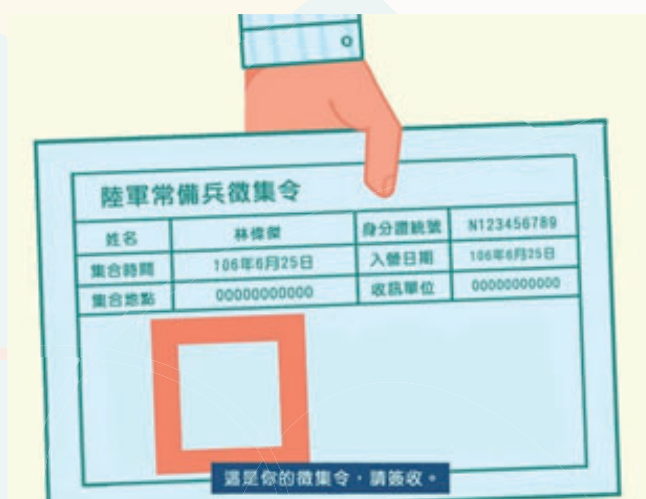 陸軍常備兵徵集令
姓名 林偉傑 身分證統號 N123456789
集合時間 106年6月25日 入營日期 106年6月25日
集合地點 00000000000 收訊單位 00000000000
這是你的徵集令，請簽收。